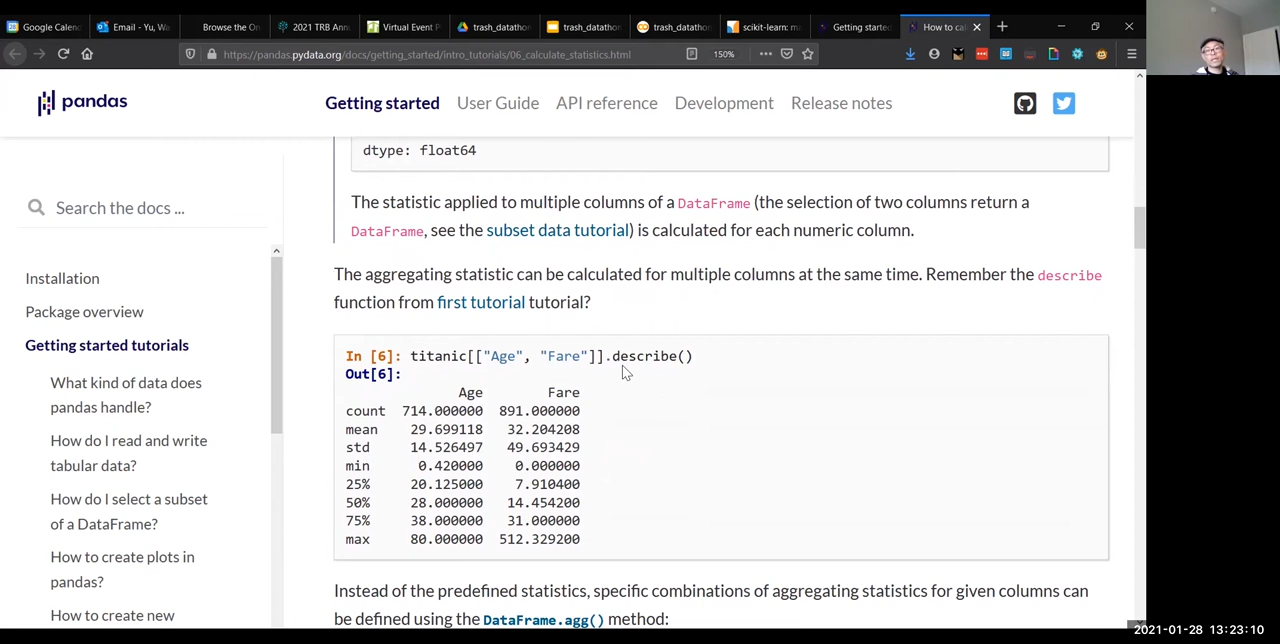 Google Calen
Email - Yu, Wa
Browse the On
2021 TRB Ann
Virtual Event P
trash_datathon
trash_datathon
trash_datathon
scikit-learn: ma
Getting started
How to cal
https://pandas.pydata.org/docs/getting_started/intro_tutorials/06_calculate_statistics.html
150%
pandas
Getting started
User Guide
API reference
Development
Release notes
Search the docs ...
Installation
Package overview
Getting started tutorials
What kind of data does
pandas handle?
How do I read and write
tabular data?
How do I select a subset
of a DataFrame?
How to create plots in
pandas?
How to create new
dtype: float64
The statistic applied to multiple columns of a DataFrame (the selection of two columns return a
DataFrame, see the subset data tutorial) is calculated for each numeric column.
The aggregating statistic can be calculated for multiple columns at the same time. Remember the describe
function from first tutorial tutorial?
In [6]: titanic[["Age", "Fare"]].describe()
Out[6]:
Age Fare
count 714.000000 891.000000
mean 29.699118 32.204208
std 14.526497 49.693429
min 0.420000 0.000000
25% 20.125000 7.910400
50% 28.000000 14.454200
75% 38.000000 31.000000
max 80.000000 512.329200
Instead of the predefined statistics, specific combinations of aggregating statistics for given columns can
be defined using the DataFrame.agg() method:
2021-01-28 13:23:10